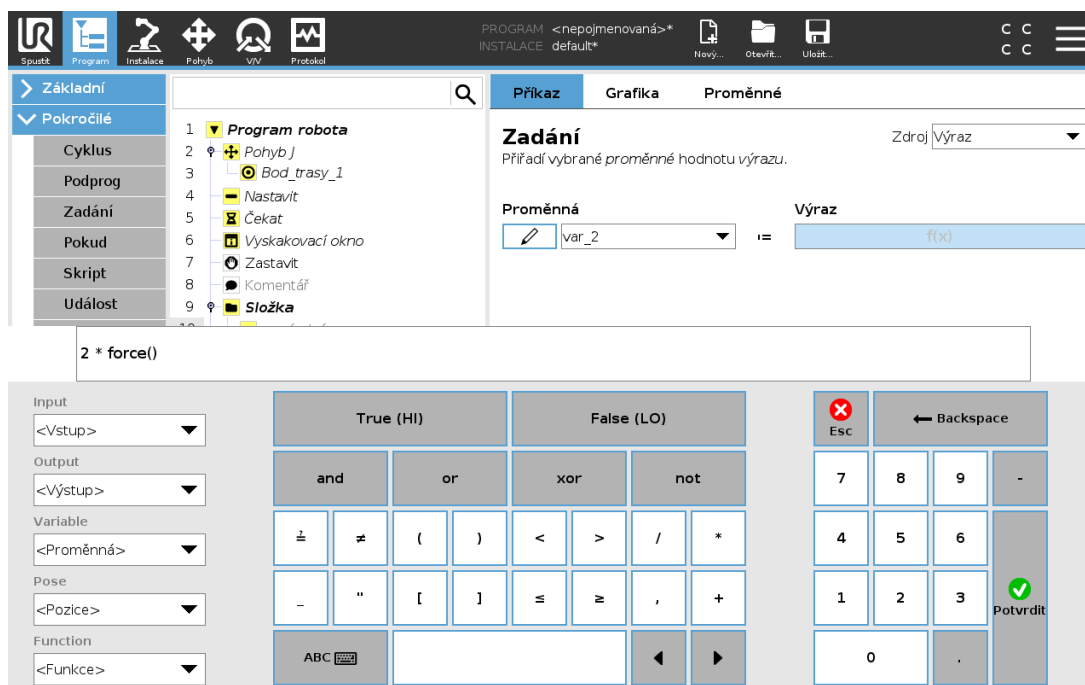 UR
PROGRAM <nepojmenovaná>*
INSTALACE default*
C C
C C
Spustit Program Instalace Pohyb V/V Protokol Nový... Otevřít... Uložit...
Základní
Pokročilé
Cyklus
Podprog
Zadání
Pokud
Skript
Událost
1 Program robota
2 Pohyb J
3 Bod_trasy_1
4 Nastavit
5 Čekat
6 Vyskakovací okno
7 Zastavit
8 Komentář
9 Složka
Příkaz Grafika Proměnné
Zadání
Zdroj Výraz
Přiřadí vybrané proměnné hodnotu výrazu.
Proměnná Výraz
var_2 := f(x)
2 * force()
Input
<Vstup>
Output
<Výstup>
Variable
<Proměnná>
Pose
<Pozice>
Function
<Funkce>
True (HI) False (LO)
and or xor not
≟ ≠ ( ) < > / *
_ " [ ] ≤ ≥ , +
ABC
Esc Backspace
7 8 9 -
4 5 6
1 2 3 Potvrdit
0 .